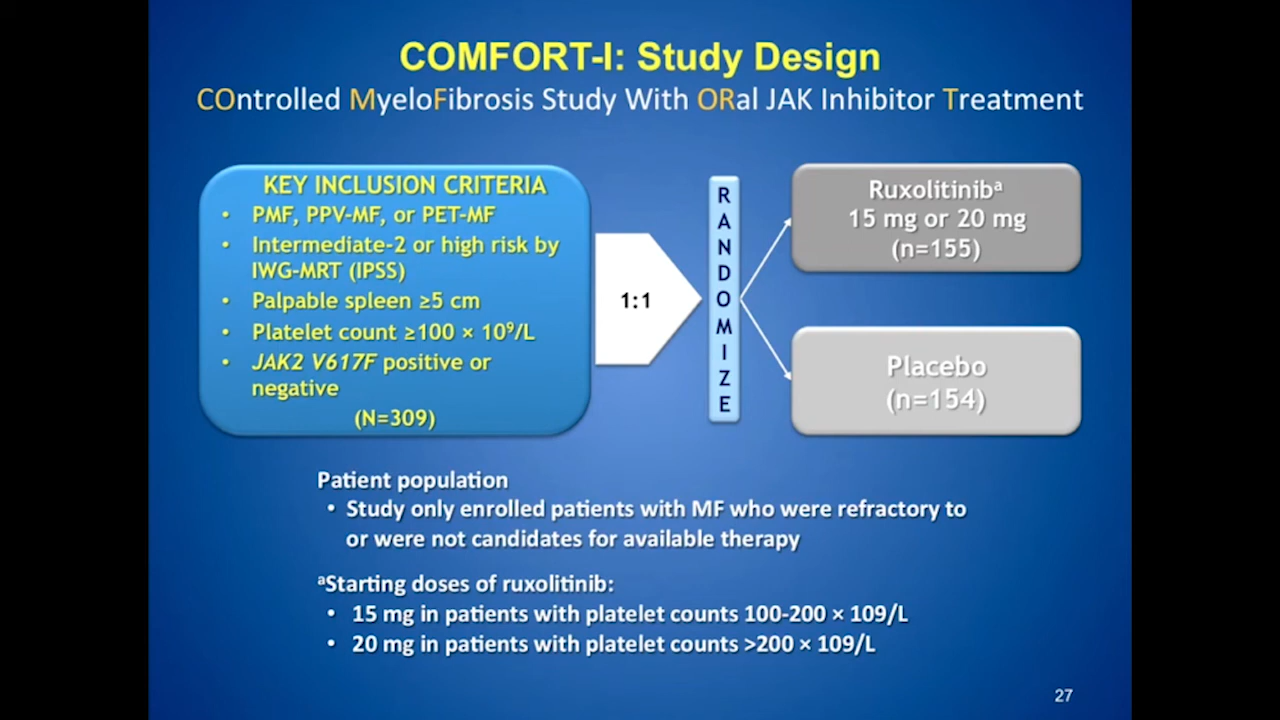 COMFORT-I: Study Design
COntrolled MyeloFibrosis Study With ORal JAK Inhibitor Treatment
KEY INCLUSION CRITERIA
• PMF, PPV-MF, or PET-MF
• Intermediate-2 or high risk by
IWG-MRT (IPSS)
• Palpable spleen ≥5 cm
• Platelet count ≥100 × 10⁹/L
• JAK2 V617F positive or
negative
(N=309)
1:1
RANDOMIZE
Ruxolitinibᵃ
15 mg or 20 mg
(n=155)
Placebo
(n=154)
Patient population
• Study only enrolled patients with MF who were refractory to
or were not candidates for available therapy
ᵃStarting doses of ruxolitinib:
• 15 mg in patients with platelet counts 100-200 × 109/L
• 20 mg in patients with platelet counts >200 × 109/L
27